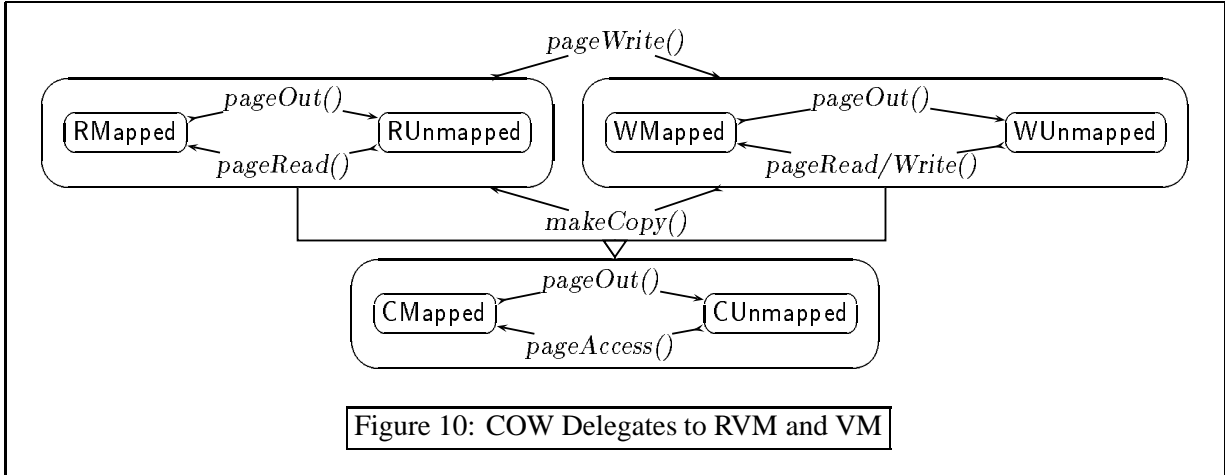 pageWrite()
pageOut()
pageOut()
RMapped
RUnmapped
WMapped
WUnmapped
pageRead()
pageRead/Write()
makeCopy()
pageOut()
CMapped
CUnmapped
pageAccess()
Figure 10: COW Delegates to RVM and VM